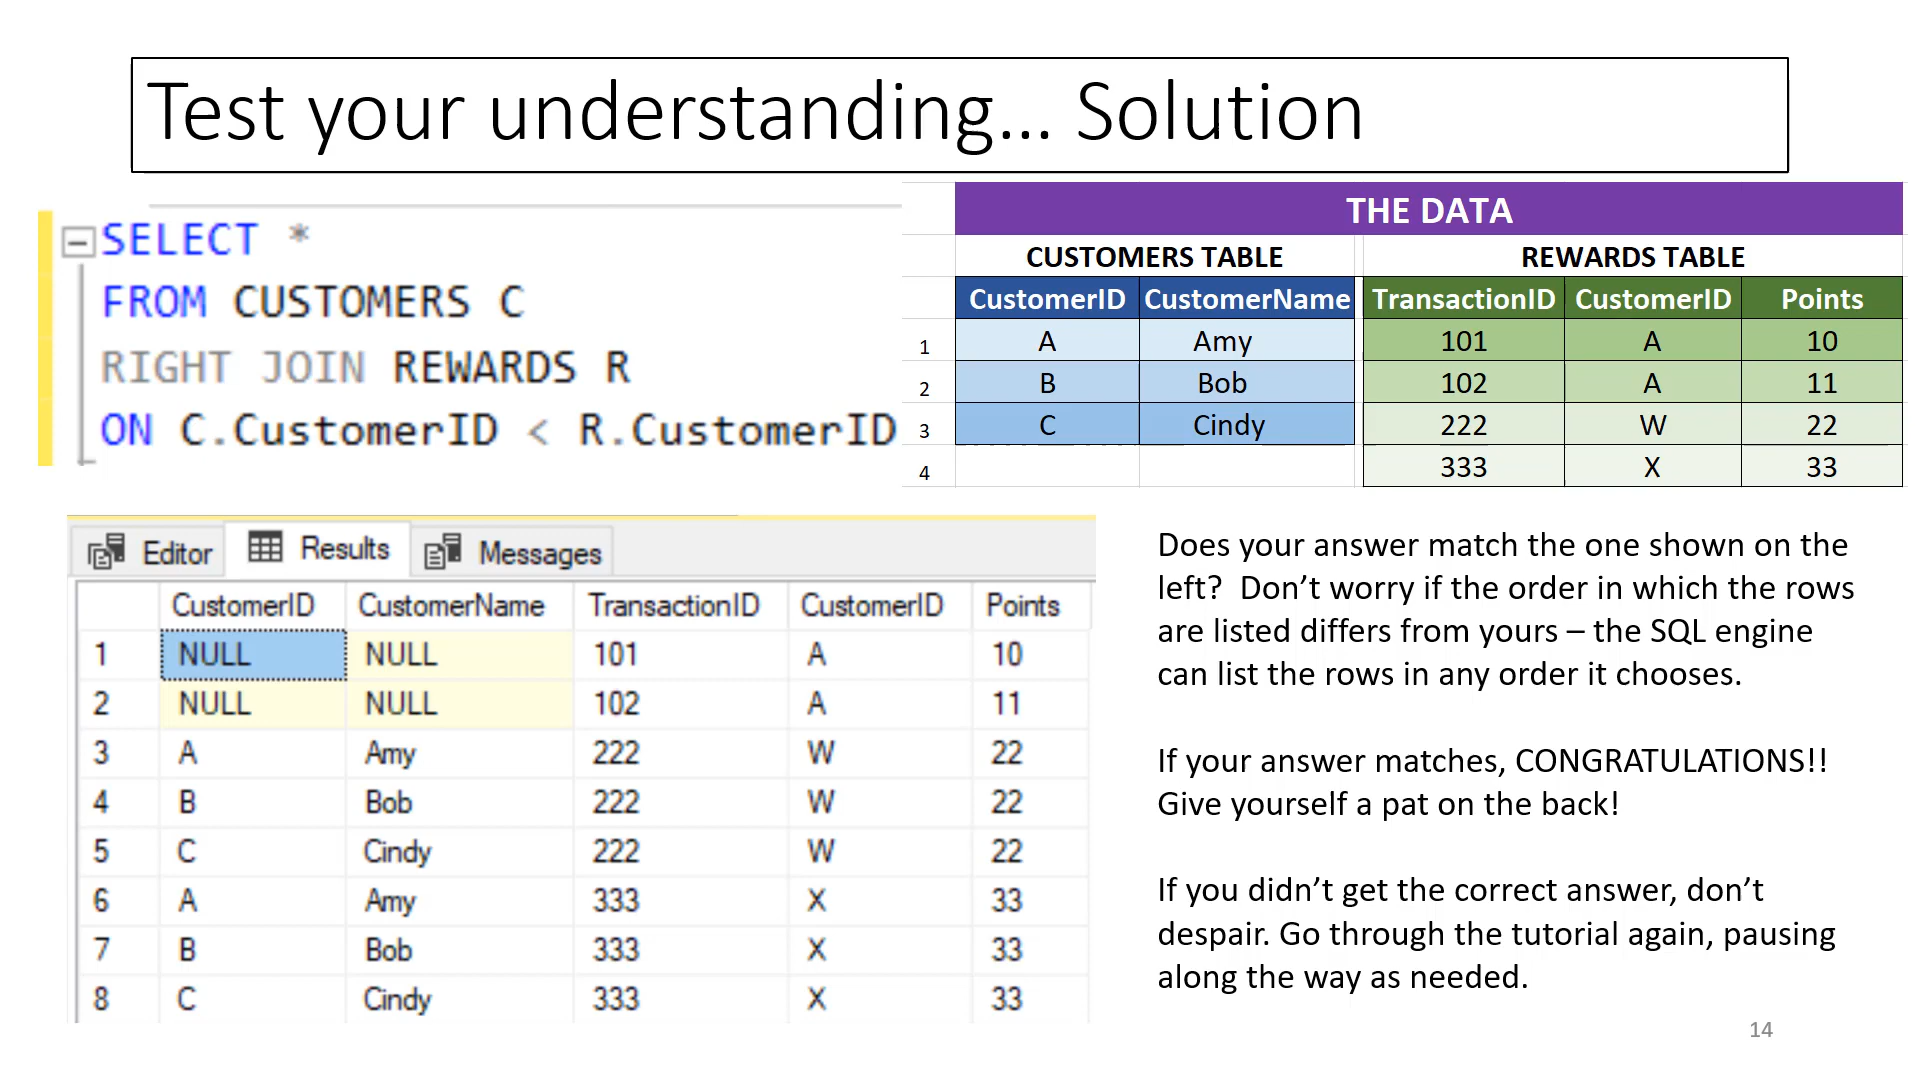 Test your understanding... Solution
SELECT *
FROM CUSTOMERS C
RIGHT JOIN REWARDS R
ON C.CustomerID < R.CustomerID
THE DATA
CUSTOMERS TABLE REWARDS TABLE
CustomerID CustomerName TransactionID CustomerID Points
1 A Amy 101 A 10
2 B Bob 102 A 11
3 C Cindy 222 W 22
4 333 X 33
Editor Results Messages
CustomerID CustomerName TransactionID CustomerID Points
1 NULL NULL 101 A 10
2 NULL NULL 102 A 11
3 A Amy 222 W 22
4 B Bob 222 W 22
5 C Cindy 222 W 22
6 A Amy 333 X 33
7 B Bob 333 X 33
8 C Cindy 333 X 33
Does your answer match the one shown on the
left?  Don’t worry if the order in which the rows
are listed differs from yours – the SQL engine
can list the rows in any order it chooses.
If your answer matches, CONGRATULATIONS!!
Give yourself a pat on the back!
If you didn’t get the correct answer, don’t
despair. Go through the tutorial again, pausing
along the way as needed.
14